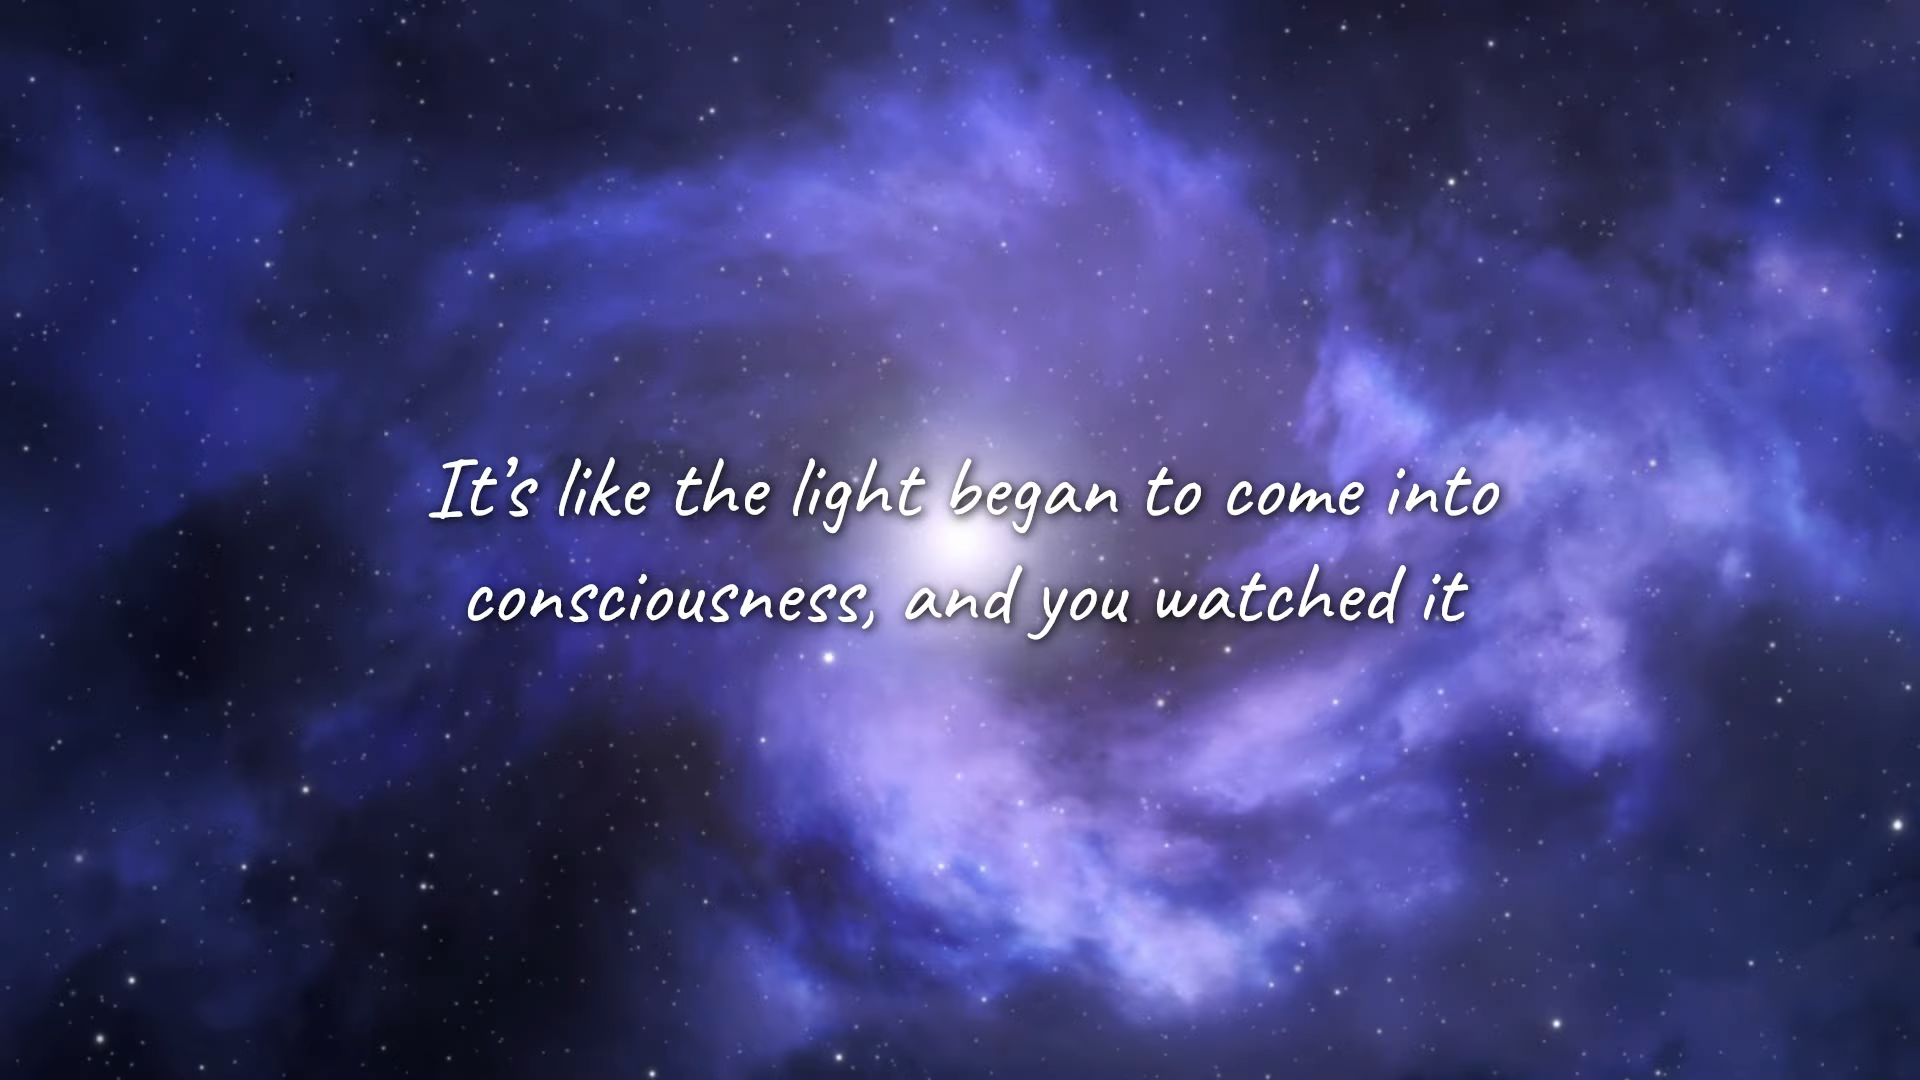 It’s like the light began to come into
consciousness, and you watched it